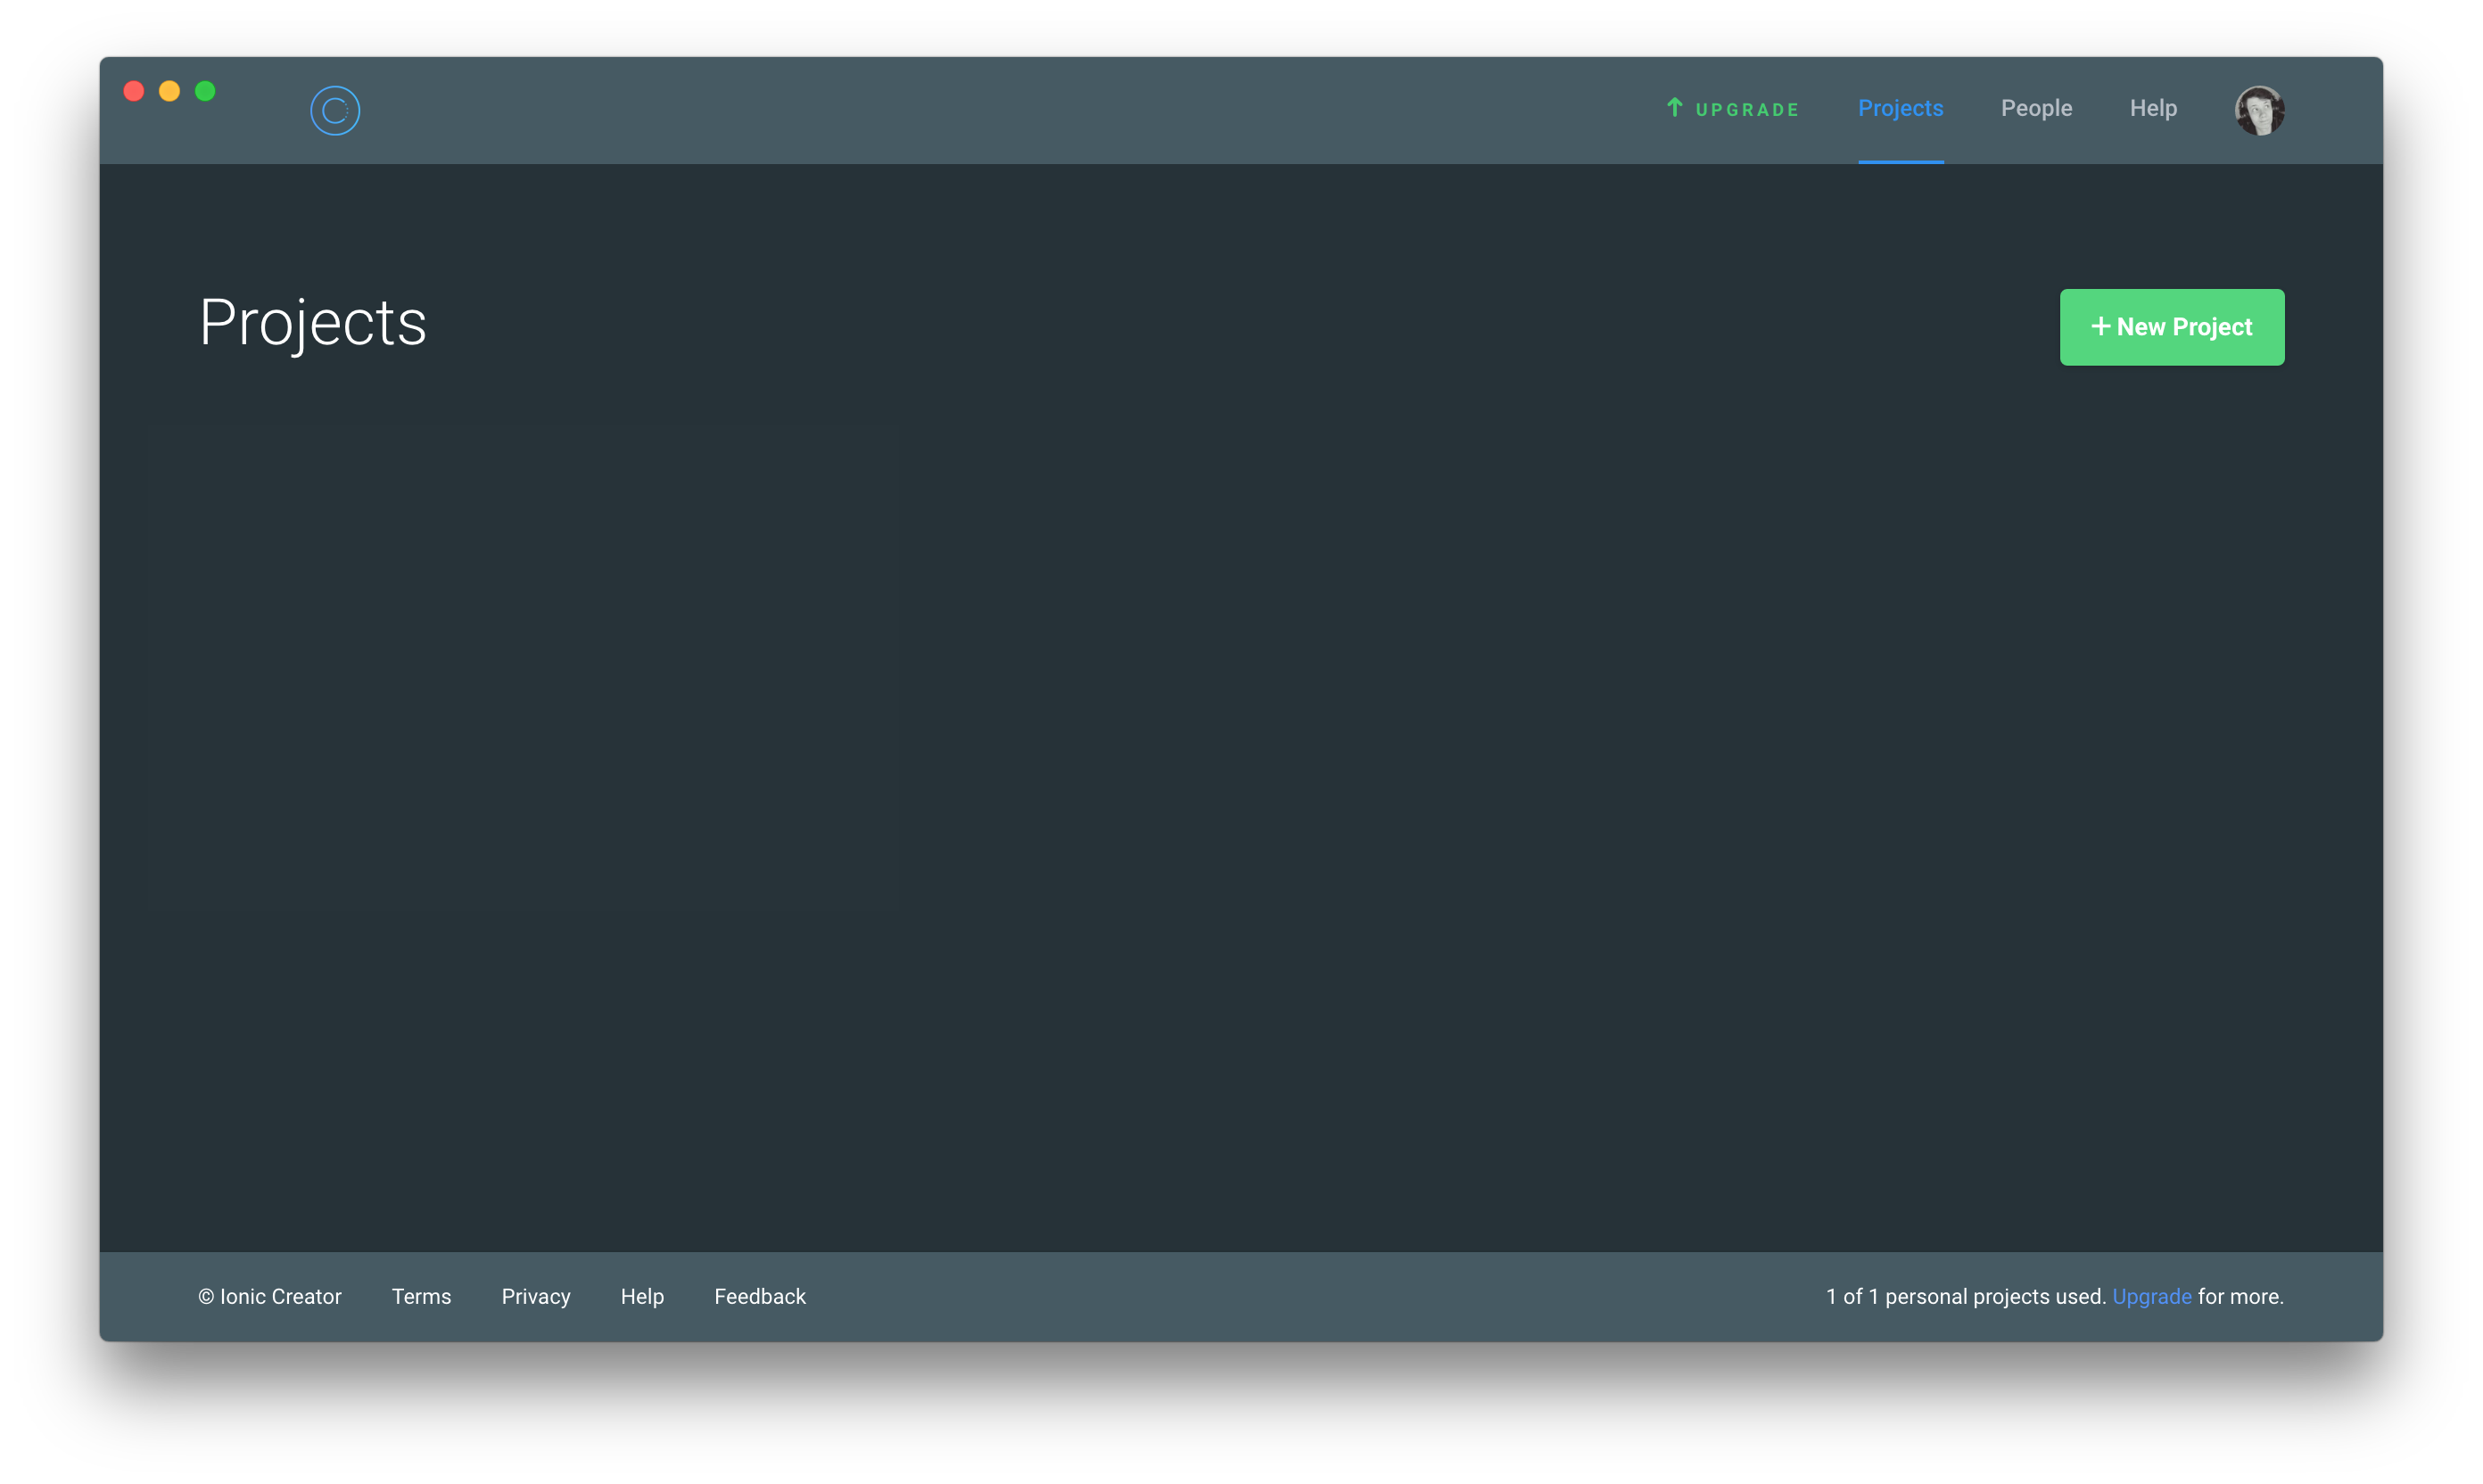 UPGRADE Projects People Help
Projects
+ New Project
© Ionic Creator Terms Privacy Help Feedback
1 of 1 personal projects used. Upgrade for more.